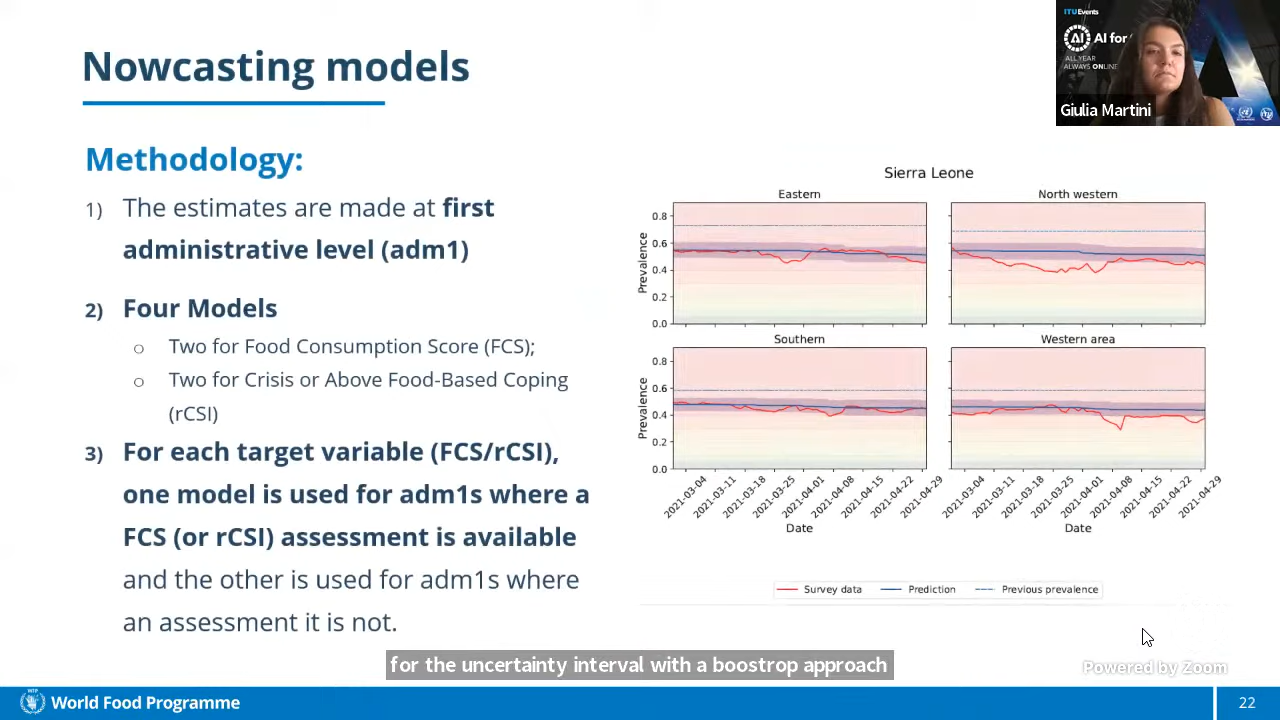 Nowcasting models
ITUEvents
AI for
ALL YEAR
ALWAYS ONLINE
Giulia Martini
Methodology:
1) The estimates are made at first
administrative level (adm1)
2) Four Models
o Two for Food Consumption Score (FCS);
o Two for Crisis or Above Food-Based Coping
(rCSI)
3) For each target variable (FCS/rCSI),
one model is used for adm1s where a
FCS (or rCSI) assessment is available
and the other is used for adm1s where
an assessment it is not.
Sierra Leone
Eastern
North western
Prevalence
0.8
0.6
0.4
0.2
0.0
Southern
Western area
Prevalence
0.8
0.6
0.4
0.2
0.0
2021-03-04 2021-03-11 2021-03-18 2021-03-25 2021-04-01 2021-04-08 2021-04-15 2021-04-22 2021-04-29
2021-03-04 2021-03-11 2021-03-18 2021-03-25 2021-04-01 2021-04-08 2021-04-15 2021-04-22 2021-04-29
Date
Date
Survey data Prediction Previous prevalence
for the uncertainty interval with a boostrop approach
Powered by Zoom
WFP
World Food Programme
22